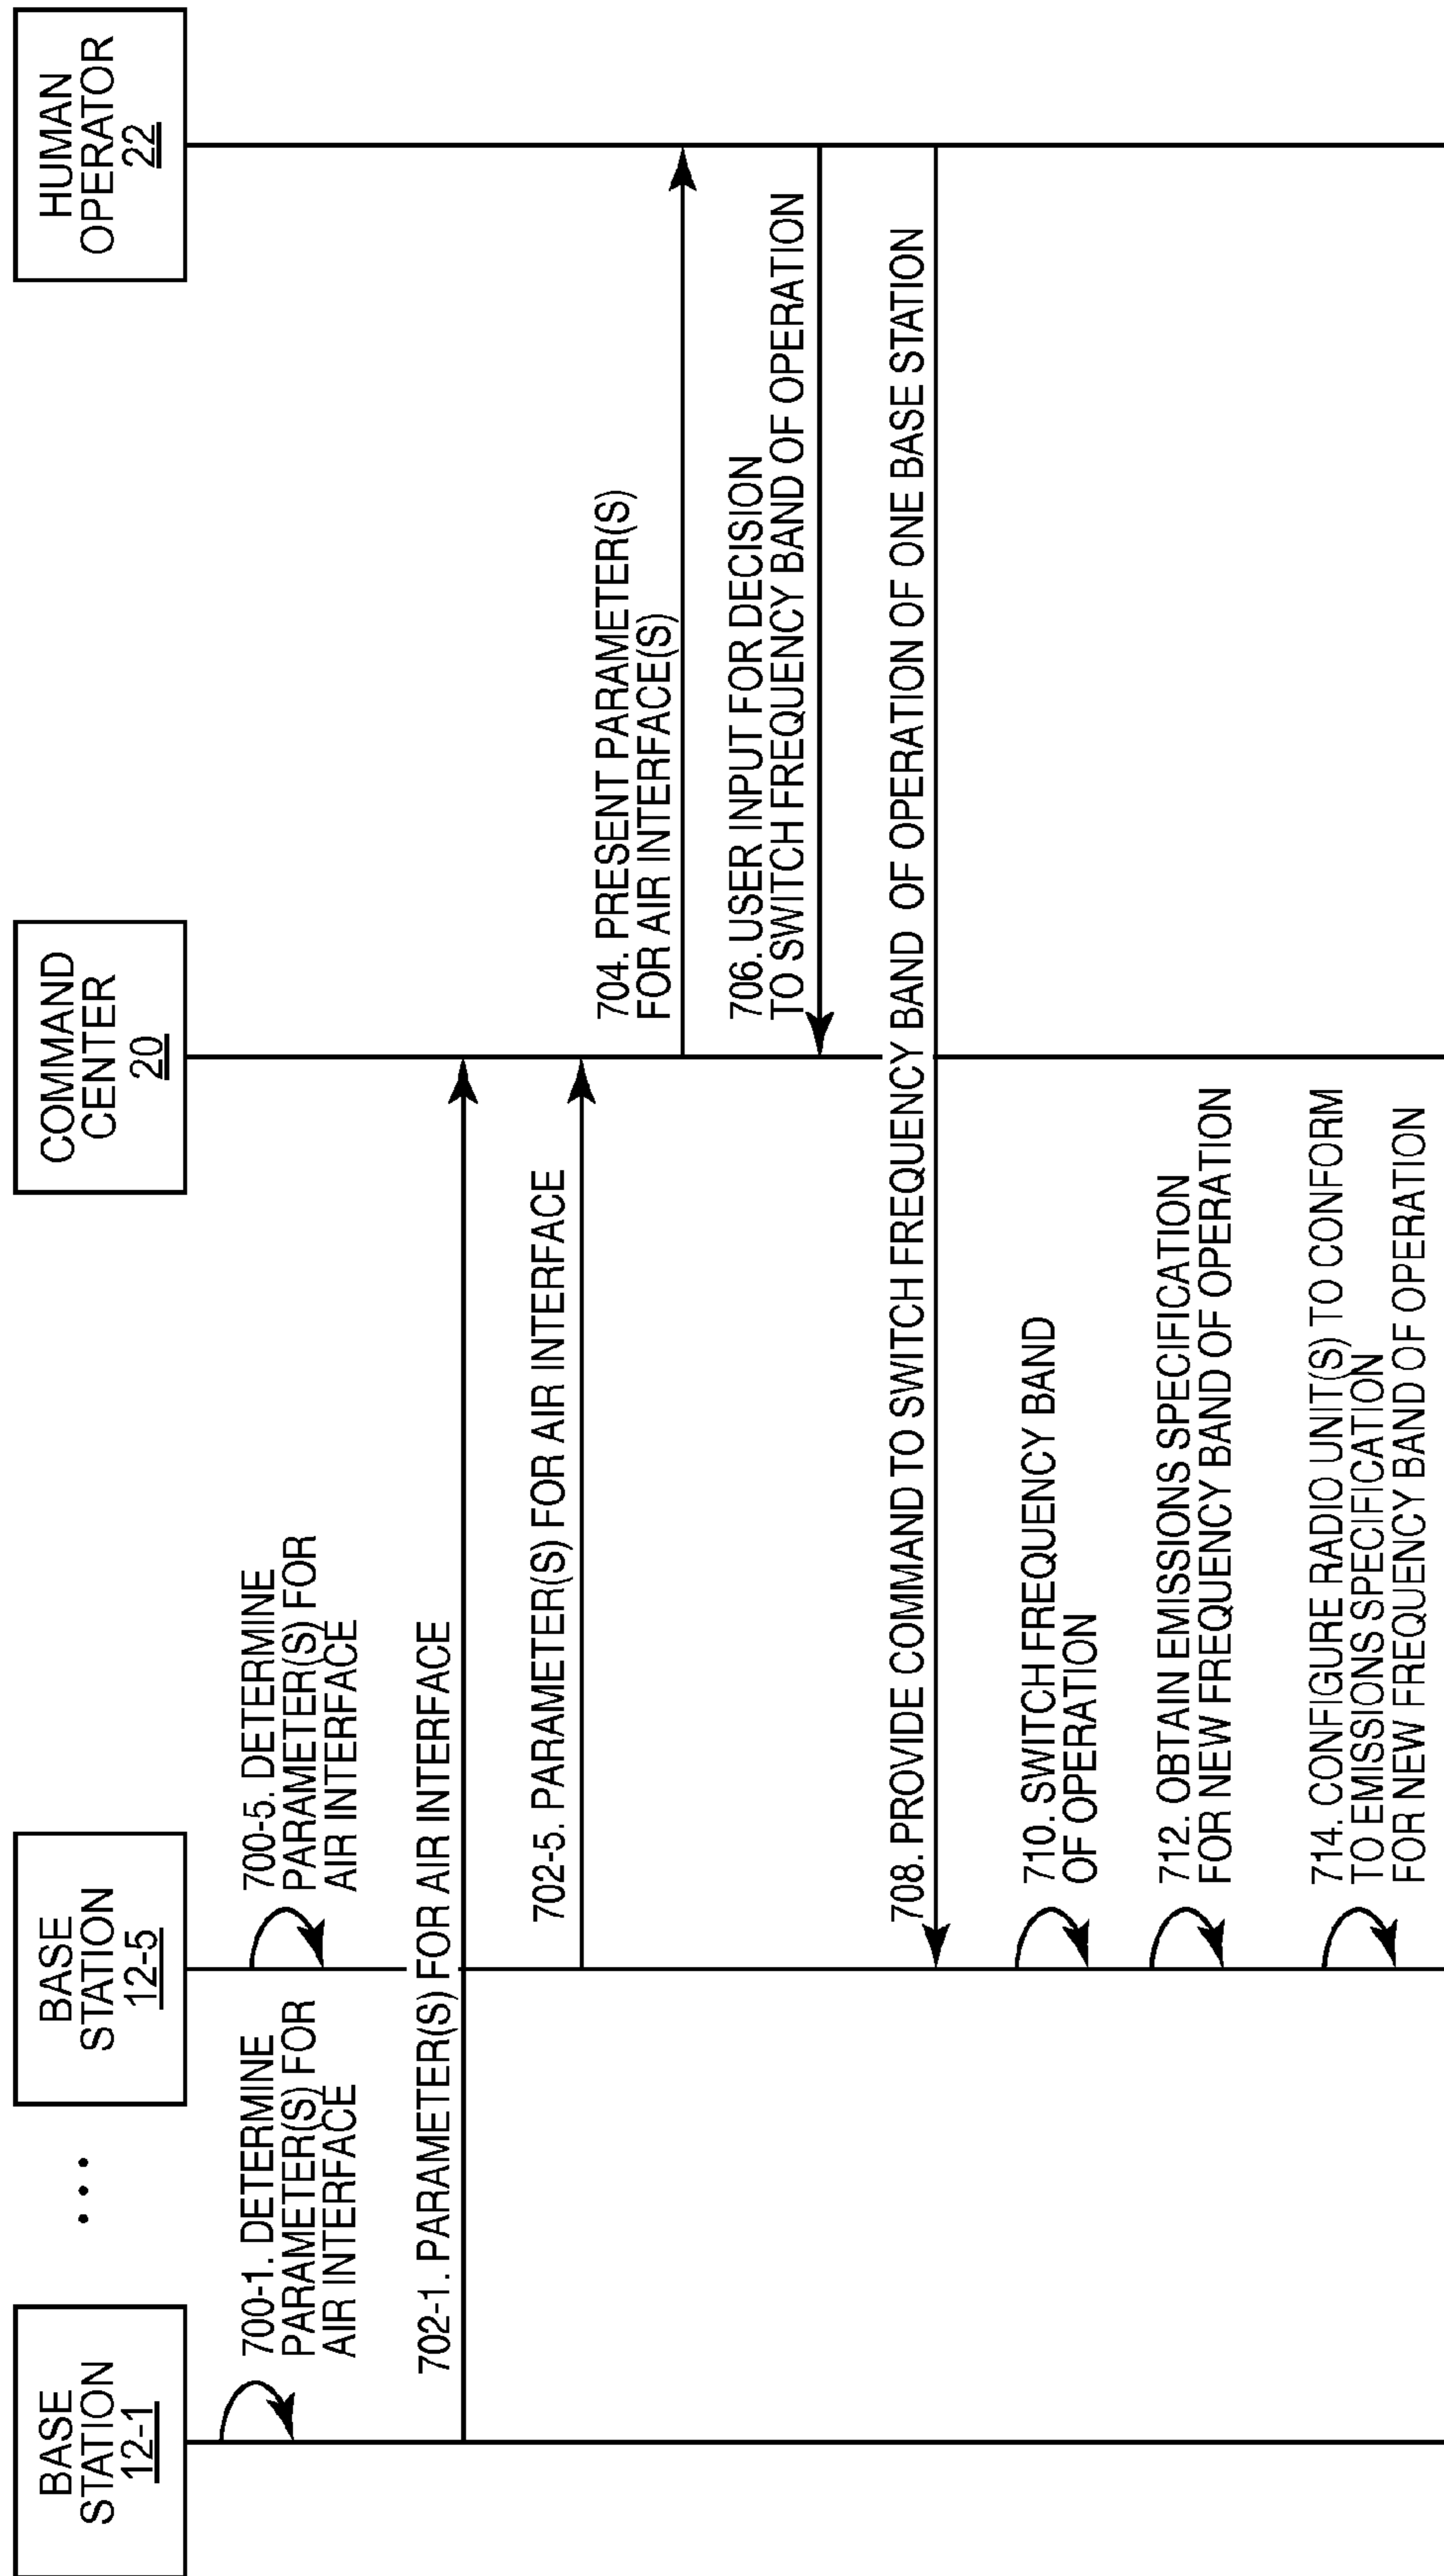 BASE
STATION
12-1
...
BASE
STATION
12-5
COMMAND
CENTER
20
HUMAN
OPERATOR
22
700-1. DETERMINE
PARAMETER(S) FOR
AIR INTERFACE
700-5. DETERMINE
PARAMETER(S) FOR
AIR INTERFACE
702-1. PARAMETER(S) FOR AIR INTERFACE
702-5. PARAMETER(S) FOR AIR INTERFACE
704. PRESENT PARAMETER(S)
FOR AIR INTERFACE(S)
706. USER INPUT FOR DECISION
TO SWITCH FREQUENCY BAND OF OPERATION
708. PROVIDE COMMAND TO SWITCH FREQUENCY BAND OF OPERATION OF ONE BASE STATION
710. SWITCH FREQUENCY BAND
OF OPERATION
712. OBTAIN EMISSIONS SPECIFICATION
FOR NEW FREQUENCY BAND OF OPERATION
714. CONFIGURE RADIO UNIT(S) TO CONFORM
TO EMISSIONS SPECIFICATION
FOR NEW FREQUENCY BAND OF OPERATION